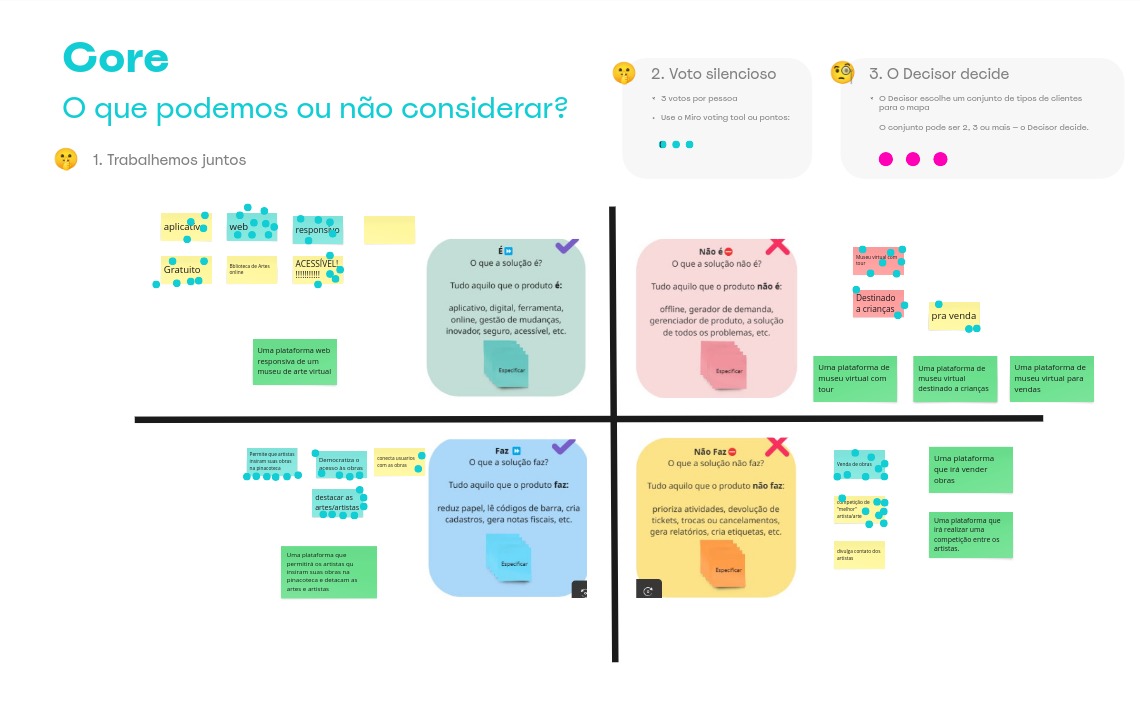 Core
O que podemos ou não considerar?
1. Trabalhemos juntos
2. Voto silencioso
3 votos por pessoa
Use o Miro voting tool ou pontos:
3. O Decisor decide
O Decisor escolhe um conjunto de tipos de clientes
para o mapa
O conjunto pode ser 2, 3 ou mais — o Decisor decide.
aplicativo
web
responsivo
Gratuito
Biblioteca de Artes
online
ACESSÍVEL!
!!!!!!!!!!!
Uma plataforma web
responsiva de um
museu de arte virtual
É
O que a solução é?
Tudo aquilo que o produto é:
aplicativo, digital, ferramenta,
online, gestão de mudanças,
inovador, seguro, acessível, etc.
Especificar
Não é
O que a solução não é?
Tudo aquilo que o produto não é:
offline, gerador de demanda,
gerenciador de produto, a solução
de todos os problemas, etc.
Especificar
Museu virtual com
tour
Destinado
a crianças
pra venda
Uma plataforma de
museu virtual com
tour
Uma plataforma de
museu virtual
destinado a crianças
Uma plataforma de
museu virtual para
vendas
Permite que artistas
insiram suas obras
na pinacoteca
Democratiza o
acesso às obras
conecta usuarios
com as obras
destacar as
artes/artistas
Uma plataforma que
permitirá os artistas qu
insiram suas obras na
pinacoteca e detacam as
artes e artistas
Faz
O que a solução faz?
Tudo aquilo que o produto faz:
reduz papel, lê códigos de barra, cria
cadastros, gera notas fiscais, etc.
Especificar
Não Faz
O que a solução não faz?
Tudo aquilo que o produto não faz:
prioriza atividades, devolução de
tickets, trocas ou cancelamentos,
gera relatórios, cria etiquetas, etc.
Especificar
Venda de obras
competição de
"melhor"
artista/arte
divulga contato dos
artistas
Uma plataforma
que irá vender
obras
Uma plataforma que
irá realizar uma
competição entre os
artistas.